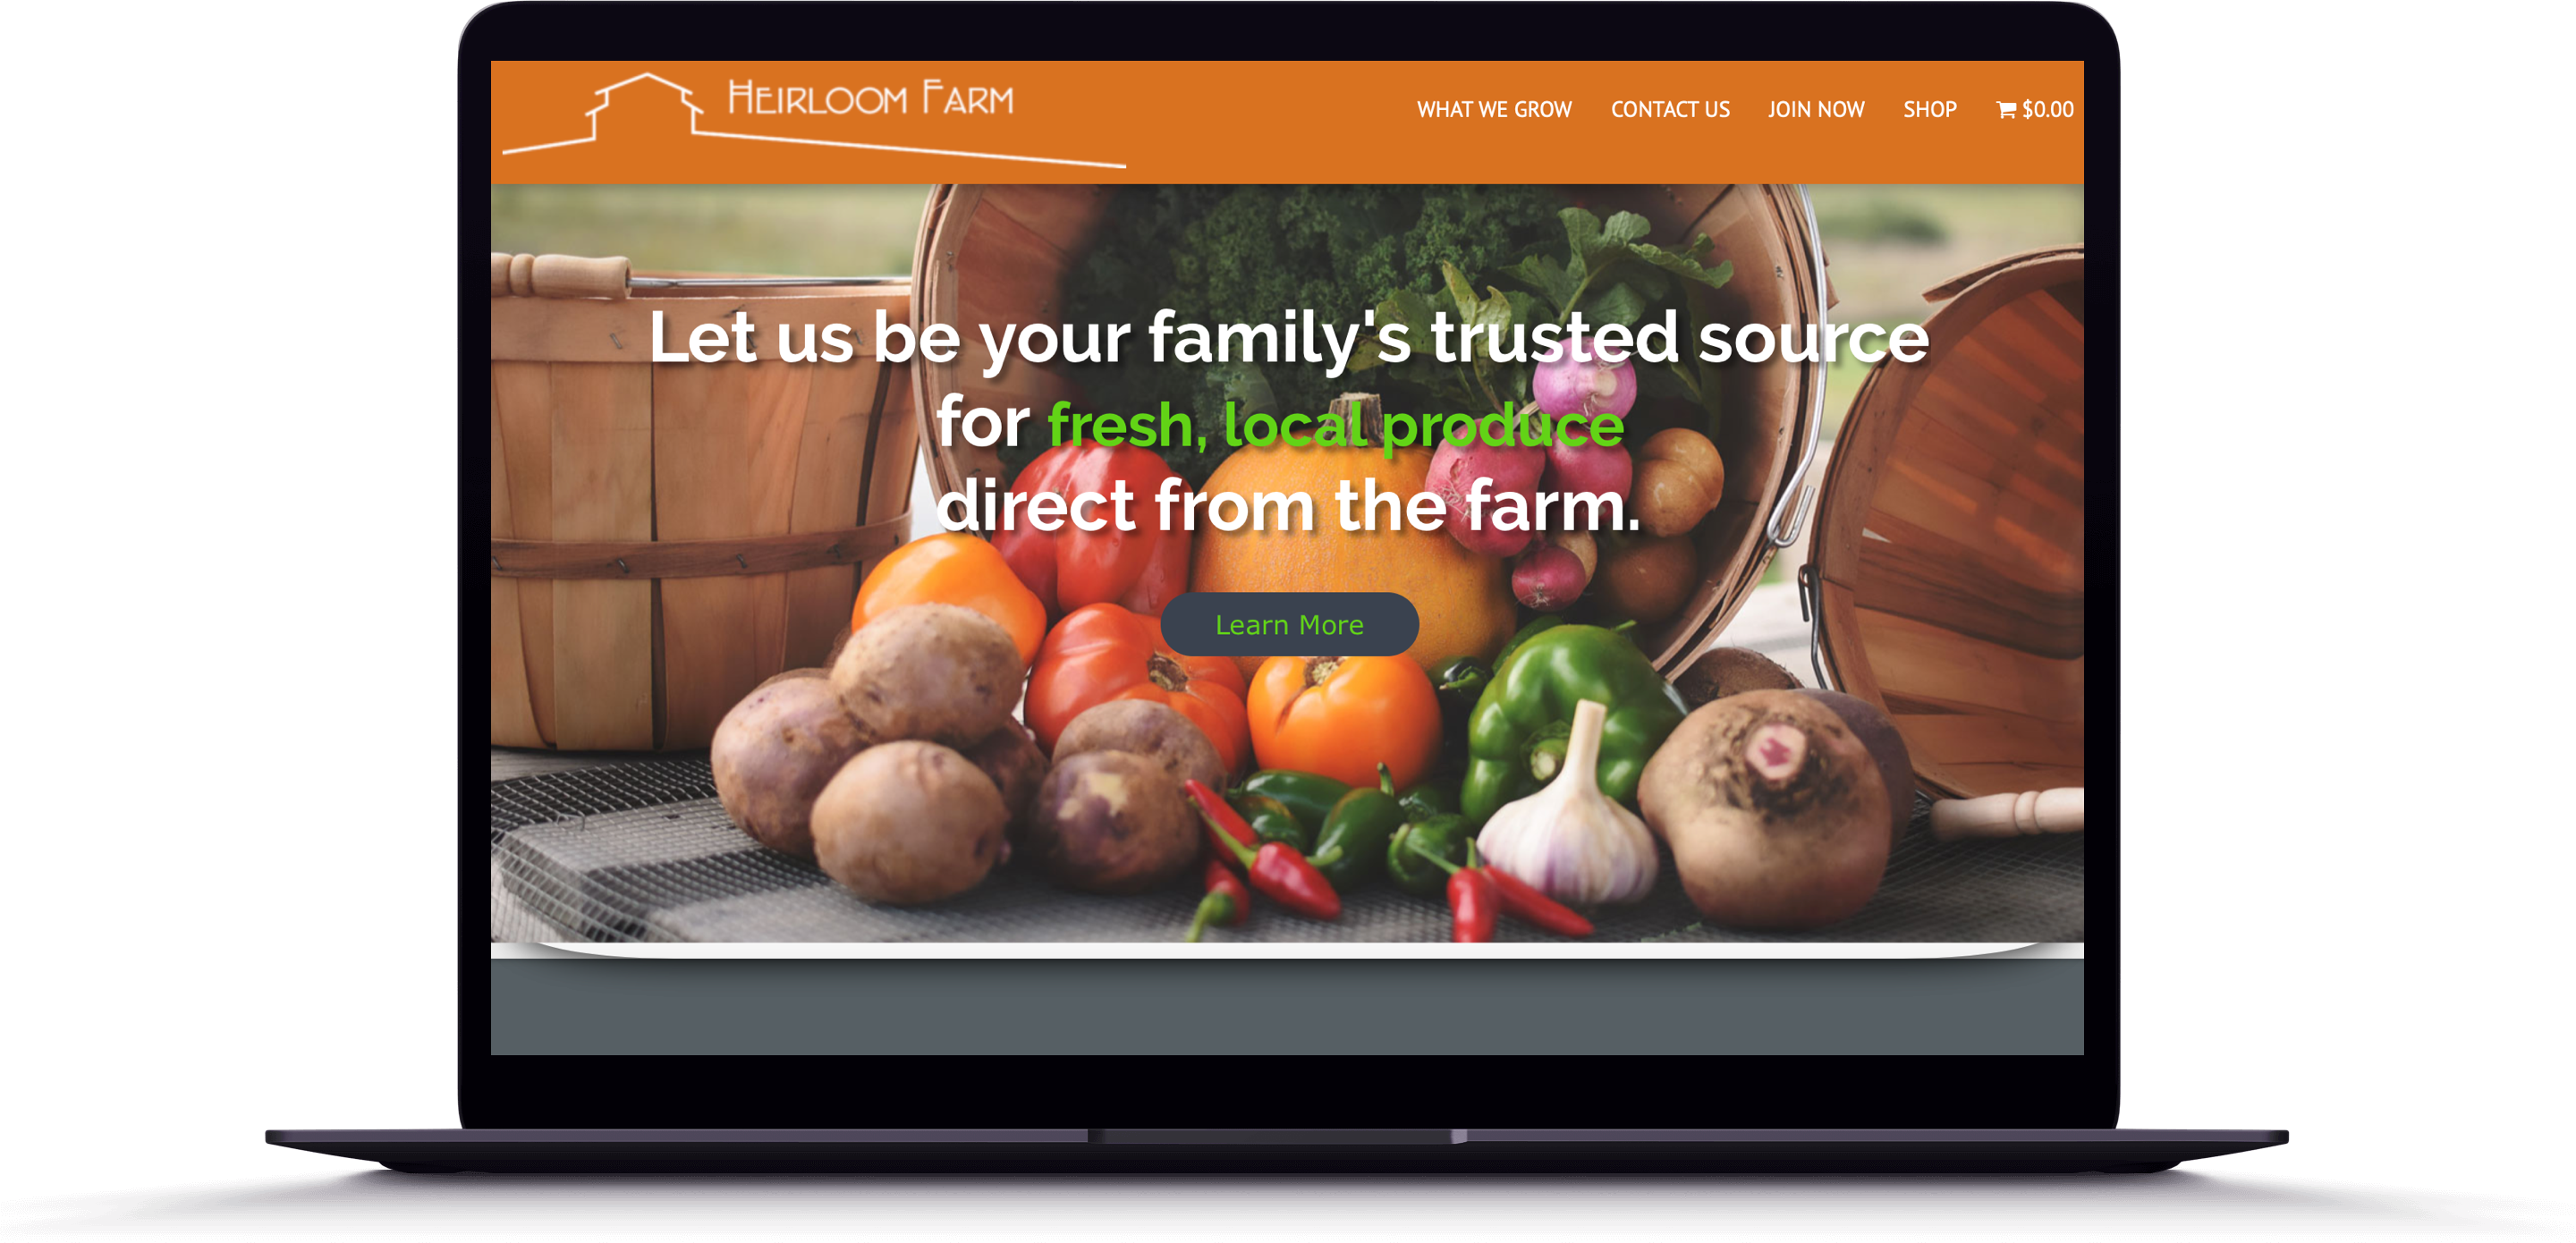 HEIRLOOM FARM
WHAT WE GROW CONTACT US JOIN NOW SHOP $0.00
Let us be your family's trusted source
for fresh, local produce
direct from the farm.
Learn More